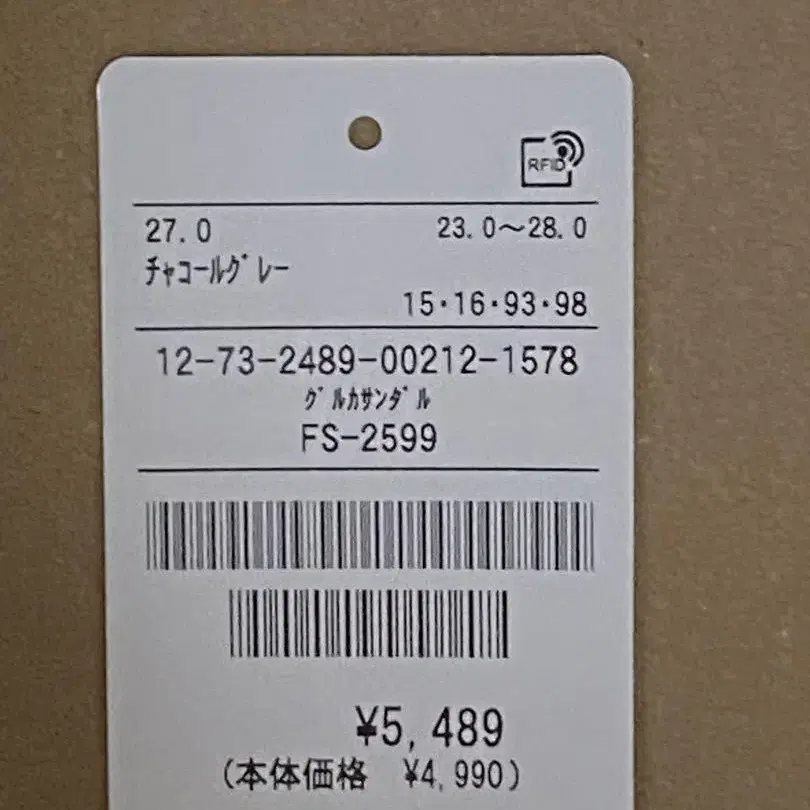 RFID
27.0 23.0～28.0
ﾁｬｺｰﾙｸﾞﾚｰ
15･16･93･98
12-73-2489-00212-1578
ｸﾞﾙｶｻﾝﾀﾞﾙ
FS-2599
¥5,489
(本体価格 ¥4,990)